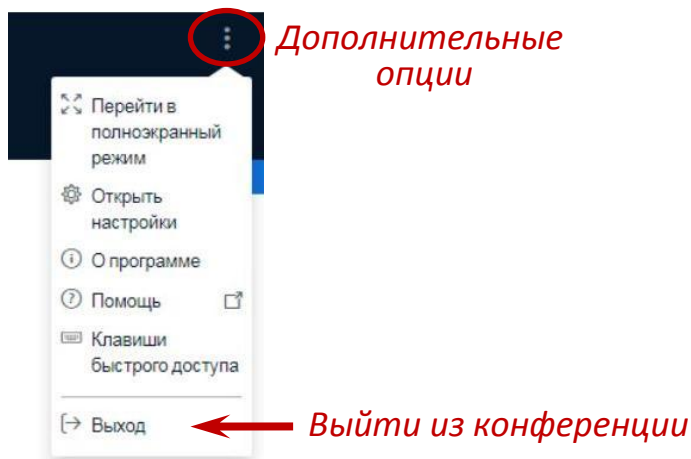 Дополнительные
опции
Перейти в
полноэкранный
режим
Открыть
настройки
О программе
Помощь
Клавиши
быстрого доступа
Выход
Выйти из конференции